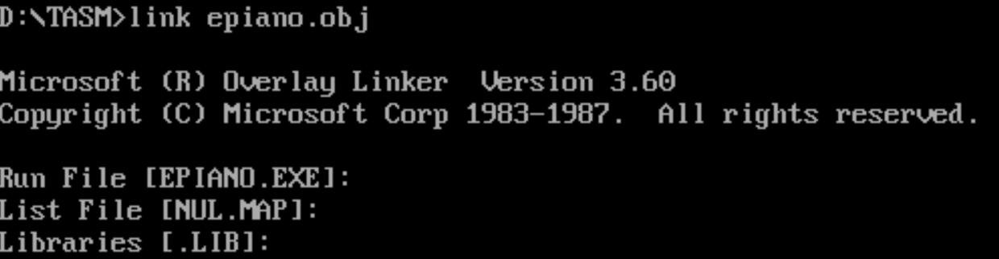 D:\TASM>link epiano.obj
Microsoft (R) Overlay Linker  Version 3.60
Copyright (C) Microsoft Corp 1983-1987.  All rights reserved.
Run File [EPIANO.EXE]:
List File [NUL.MAP]:
Libraries [.LIB]: